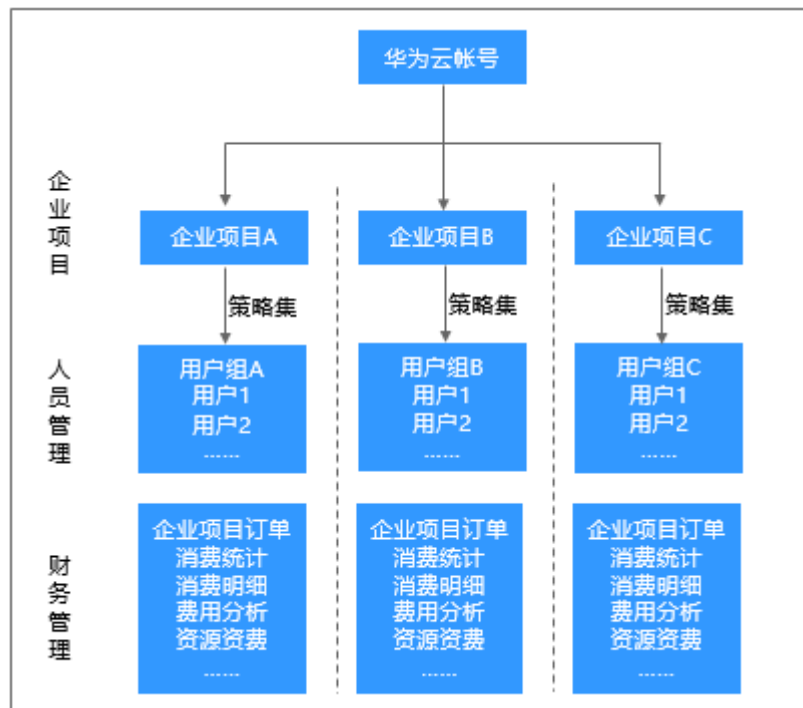 华为云帐号
企业项目
企业项目A
企业项目B
企业项目C
策略集
策略集
策略集
人员管理
用户组A
用户1
用户2
……
用户组B
用户1
用户2
……
用户组C
用户1
用户2
……
财务管理
企业项目订单
消费统计
消费明细
费用分析
资源资费
……
企业项目订单
消费统计
消费明细
费用分析
资源资费
……
企业项目订单
消费统计
消费明细
费用分析
资源资费
……